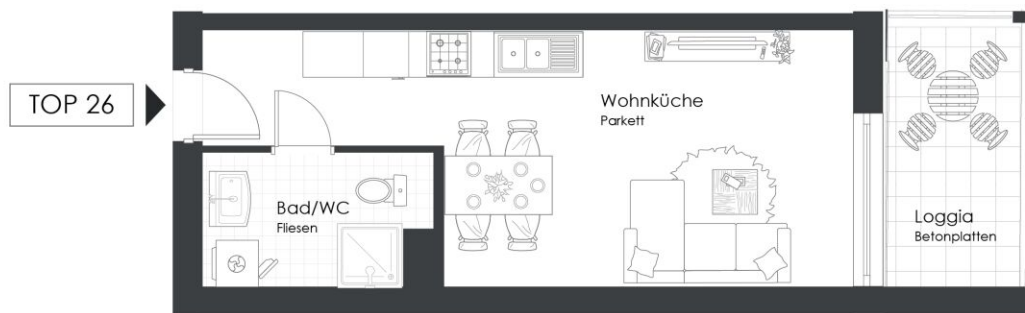 TOP 26
Wohnküche
Parkett
Bad/WC
Fliesen
Loggia
Betonplatten